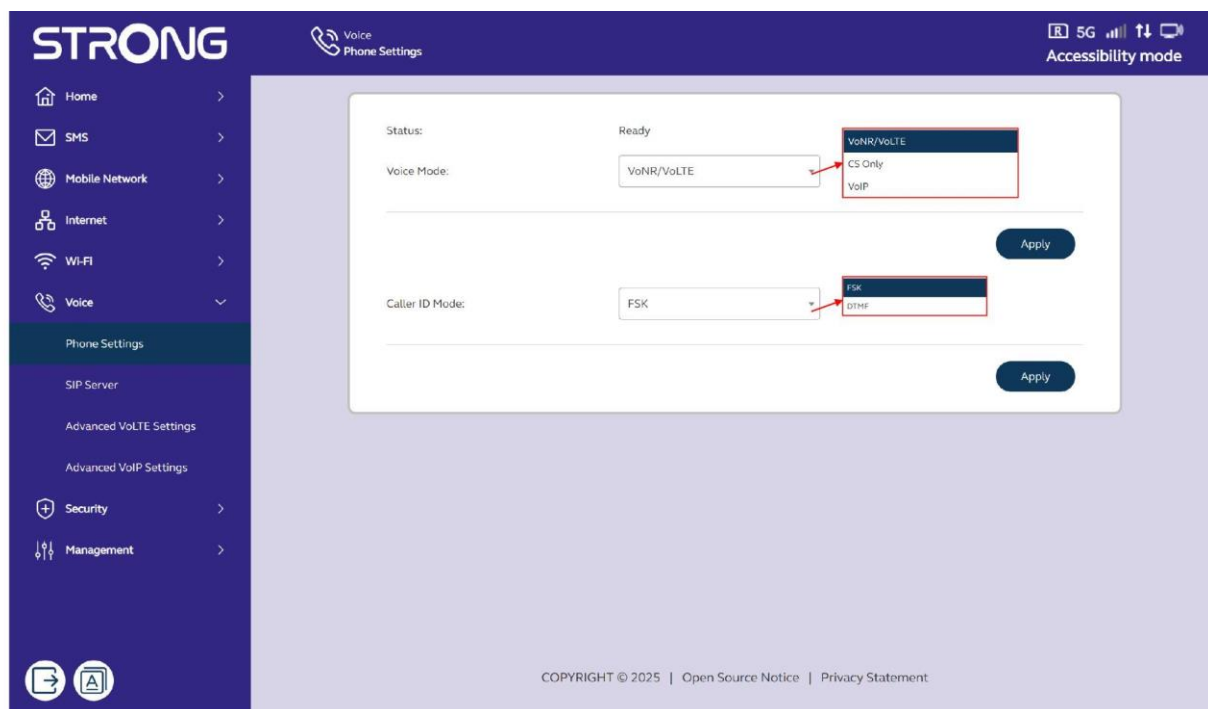 STRONG
Voice
Phone Settings
R 5G
Accessibility mode
Home
SMS
Mobile Network
Internet
Wi-Fi
Voice
Phone Settings
SIP Server
Advanced VoLTE Settings
Advanced VoIP Settings
Security
Management
Status: Ready
Voice Mode: VoNR/VoLTE
VoNR/VoLTE
CS Only
VoIP
Apply
Caller ID Mode: FSK
FSK
DTMF
Apply
A
COPYRIGHT © 2025 | Open Source Notice | Privacy Statement